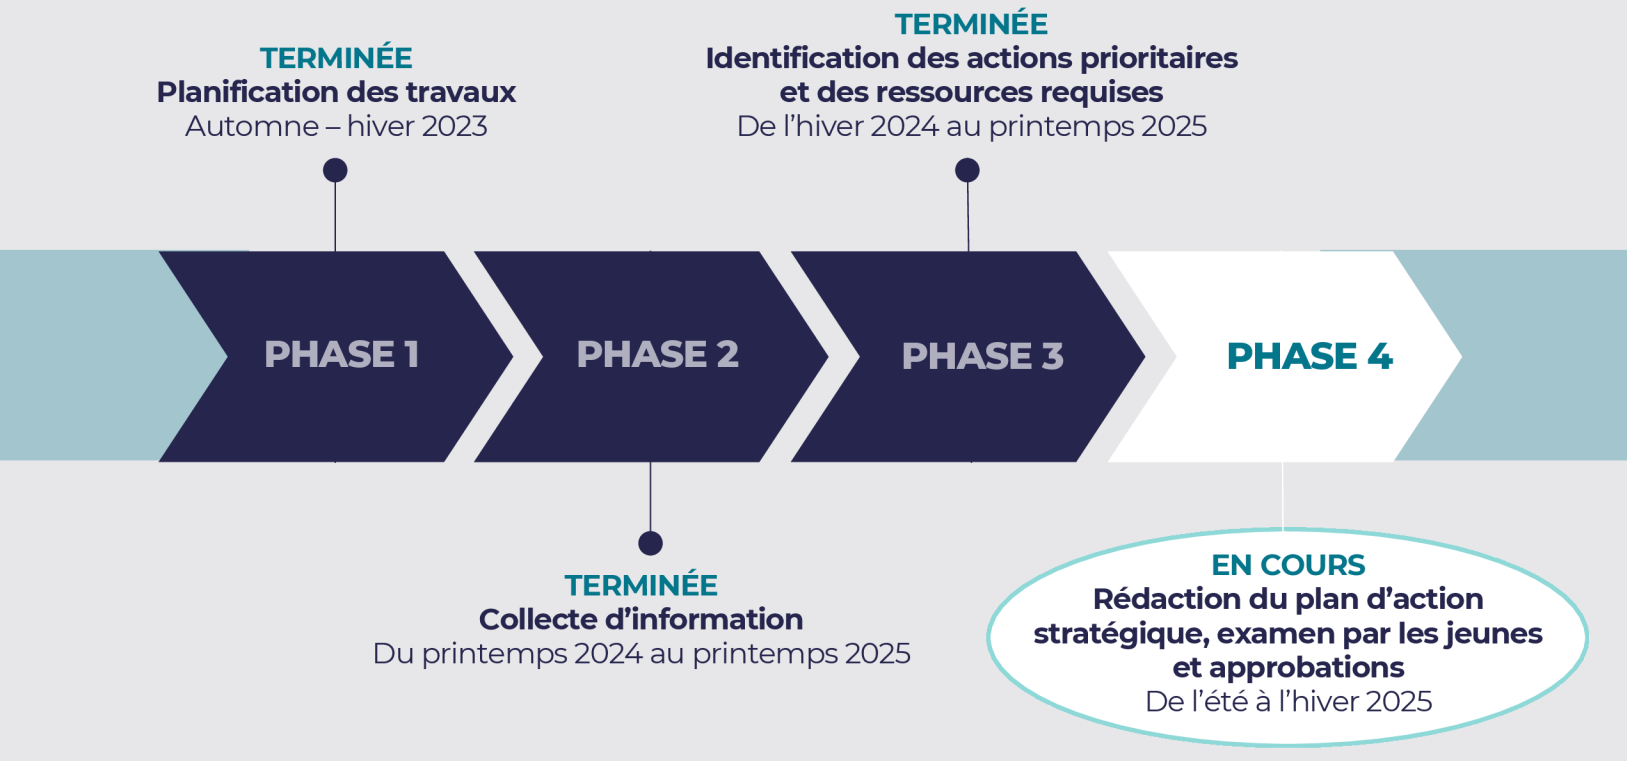 TERMINÉE
Planification des travaux
Automne – hiver 2023
TERMINÉE
Identification des actions prioritaires
et des ressources requises
De l’hiver 2024 au printemps 2025
PHASE 1
PHASE 2
PHASE 3
PHASE 4
TERMINÉE
Collecte d’information
Du printemps 2024 au printemps 2025
EN COURS
Rédaction du plan d’action
stratégique, examen par les jeunes
et approbations
De l’été à l’hiver 2025